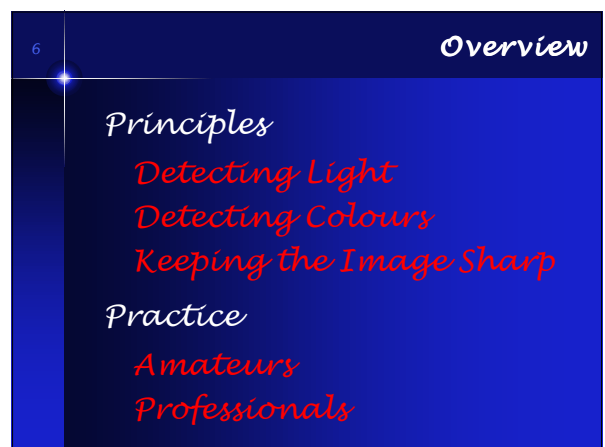 6
Overview
Principles
Detecting Light
Detecting Colours
Keeping the Image Sharp
Practice
Amateurs
Professionals